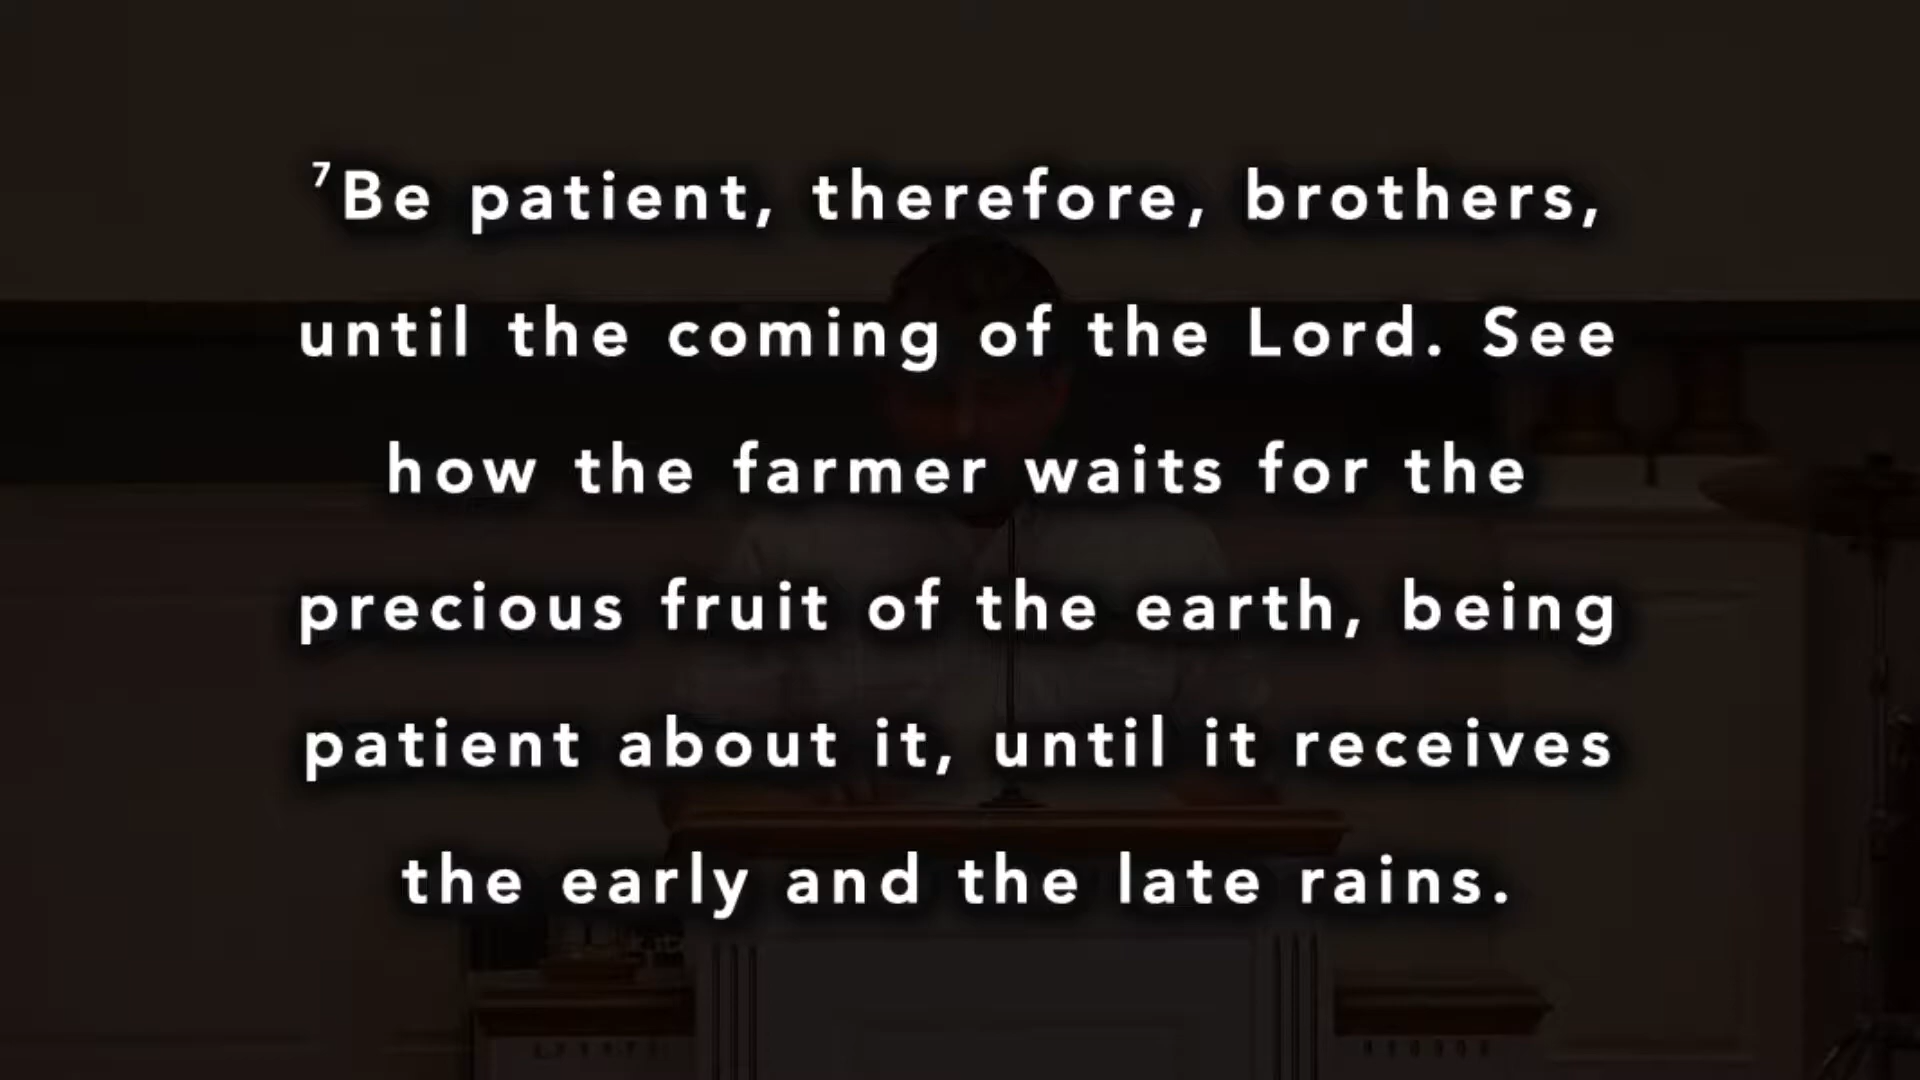 ⁷Be patient, therefore, brothers,
until the coming of the Lord. See
how the farmer waits for the
precious fruit of the earth, being
patient about it, until it receives
the early and the late rains.